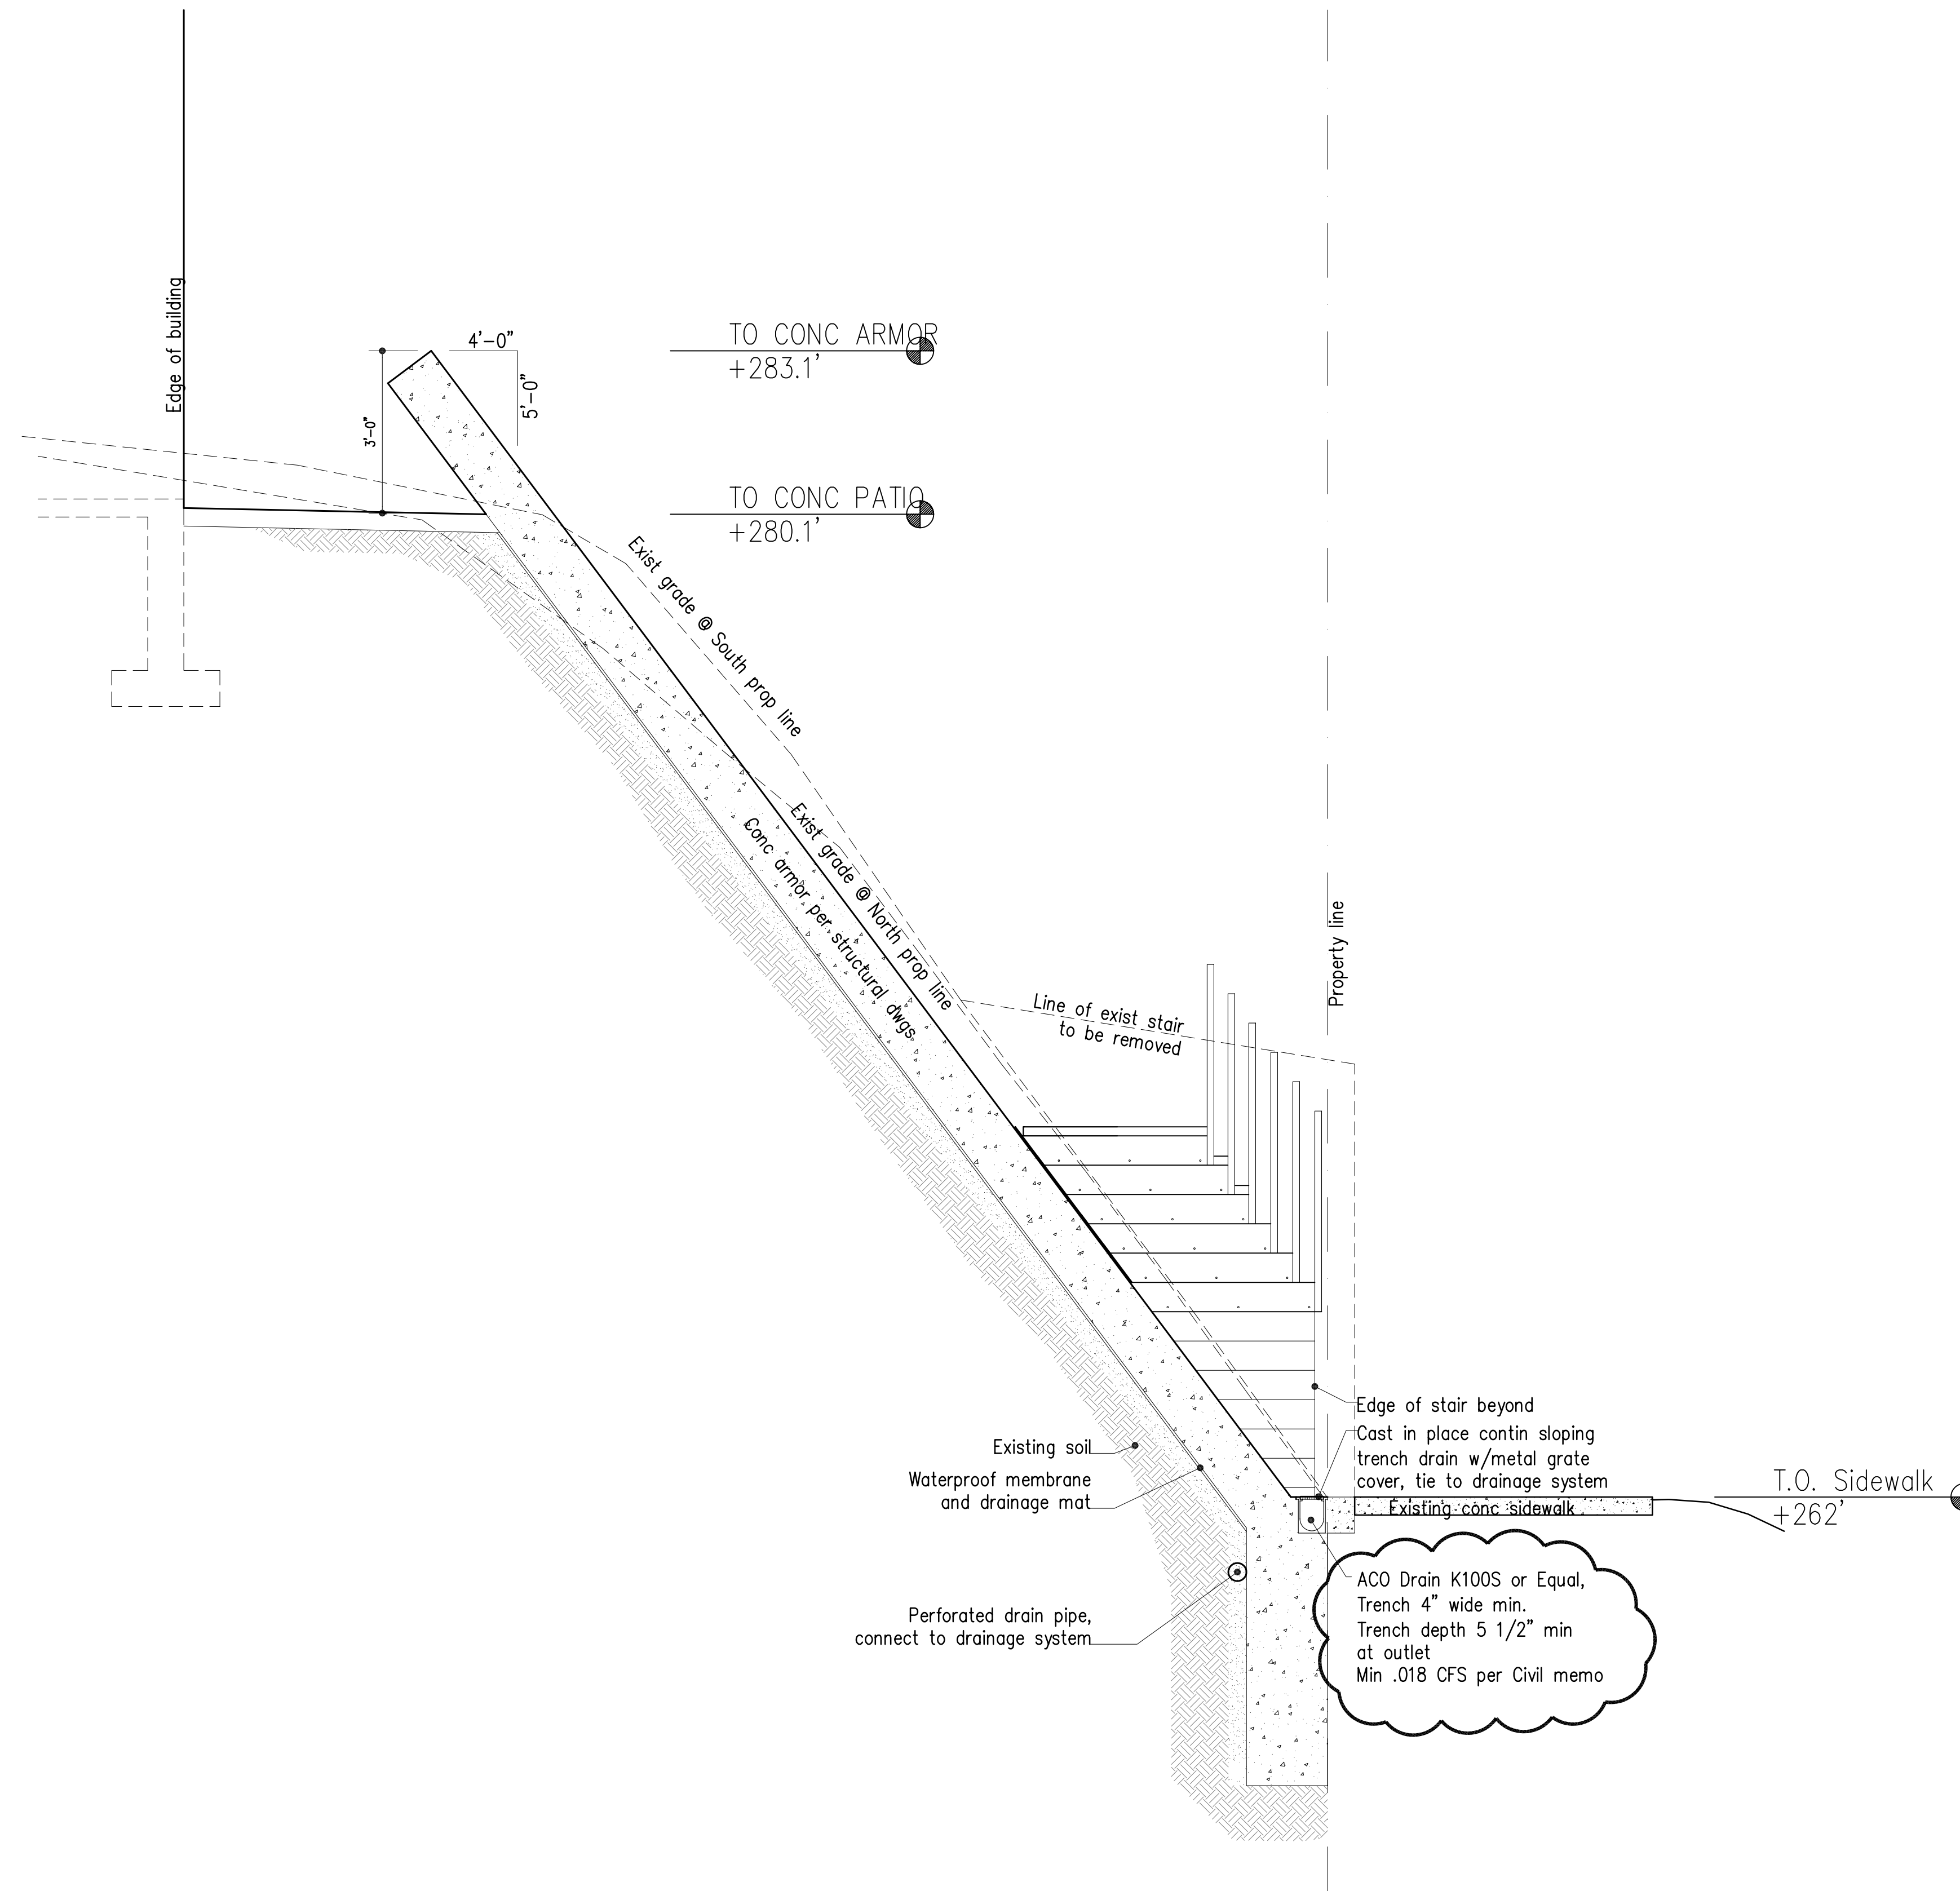 Edge of building
4'-0"
5'-0"
3'-0"
TO CONC ARMOR
+283.1'
TO CONC PATIO
+280.1'
Exist grade @ South prop line
Exist grade @ North prop line
Conc armor per structural dwgs
Property line
Line of exist stair
to be removed
Edge of stair beyond
Cast in place contin sloping
trench drain w/metal grate
cover, tie to drainage system
Existing conc sidewalk
T.O. Sidewalk
+262'
Existing soil
Waterproof membrane
and drainage mat
Perforated drain pipe,
connect to drainage system
ACO Drain K100S or Equal,
Trench 4" wide min.
Trench depth 5 1/2" min
at outlet
Min .018 CFS per Civil memo